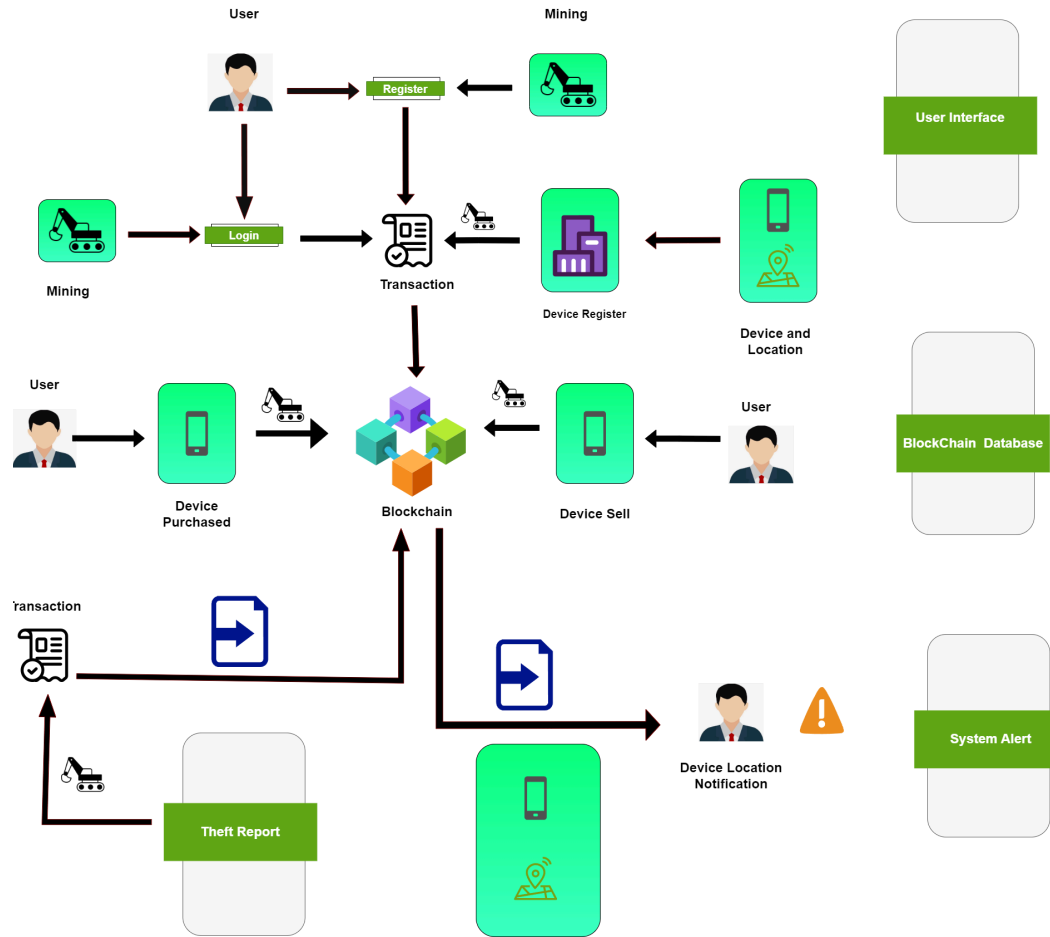 User
Mining
Register
User Interface
Login
Mining
Transaction
Device Register
Device and
Location
User
User
BlockChain  Database
Device
Purchased
Blockchain
Device Sell
ransaction
System Alert
Device Location
Notification
Theft Report